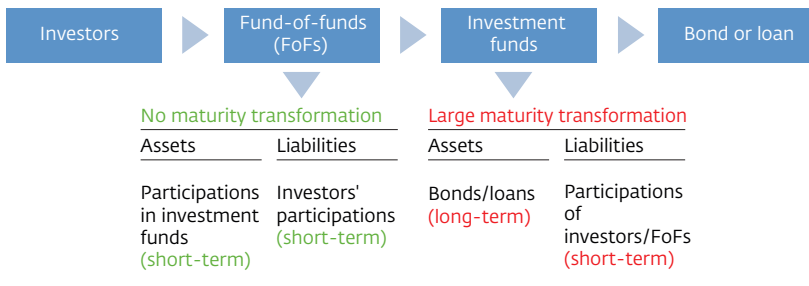 Investors
Fund-of-funds
(FoFs)
Investment
funds
Bond or loan
No maturity transformation
Assets
Liabilities
Participations
in investment
funds
(short-term)
Investors'
participations
(short-term)
Large maturity transformation
Assets
Liabilities
Bonds/loans
(long-term)
Participations
of
investors/FoFs
(short-term)